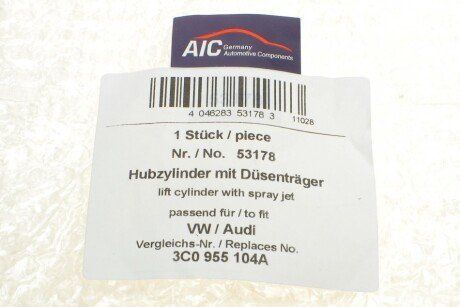 AIC Germany
Automotive Components
4 046283 53178 3 11028
1 Stück / piece
Nr. / No. 53178
Hubzylinder mit Düsenträger
lift cylinder with spray jet
passend für / to fit
VW / Audi
Vergleichs-Nr. / Replaces No.
3C0 955 104A